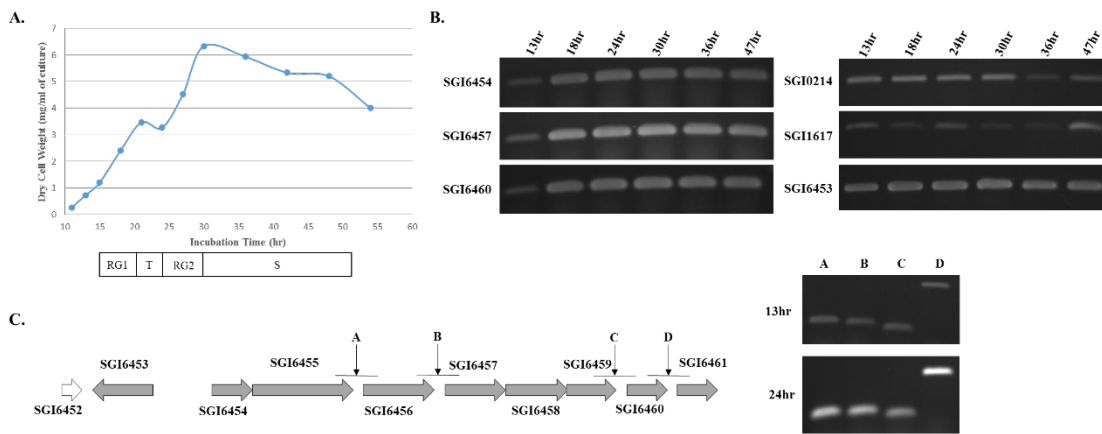 A.
7
6
5
4
3
2
1
0
Dry Cell Weight (mg/ml of culture)
10 15 20 25 30 35 40 45 50 55 60
Incubation Time (hr)
RG1 T RG2 S
B.
13hr 18hr 24hr 30hr 36hr 47hr
SGI6454
SGI6457
SGI6460
13hr 18hr 24hr 30hr 36hr 47hr
SGI0214
SGI1617
SGI6453
C.
A B C D
SGI6453 SGI6455 SGI6457 SGI6459 SGI6461
SGI6452 SGI6454 SGI6456 SGI6458 SGI6460
A B C D
13hr
24hr